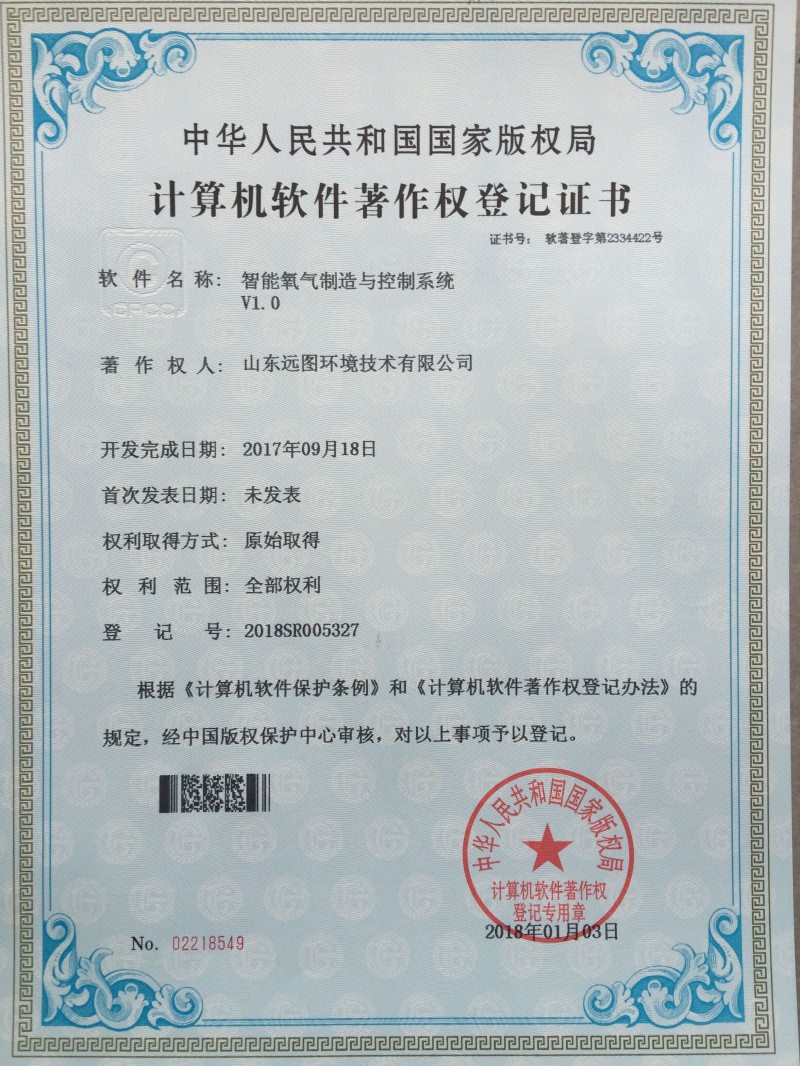 中华人民共和国国家版权局
计算机软件著作权登记证书
证书号： 软著登字第2334422号
CPCC
软件名称： 智能氧气制造与控制系统
V1.0
著作权人： 山东远图环境技术有限公司
开发完成日期： 2017年09月18日
首次发表日期： 未发表
权利取得方式： 原始取得
权利范围： 全部权利
登记号： 2018SR005327
根据《计算机软件保护条例》和《计算机软件著作权登记办法》的
规定，经中国版权保护中心审核，对以上事项予以登记。
中华人民共和国国家版权局
计算机软件著作权
登记专用章
2018年01月03日
No. 02218549